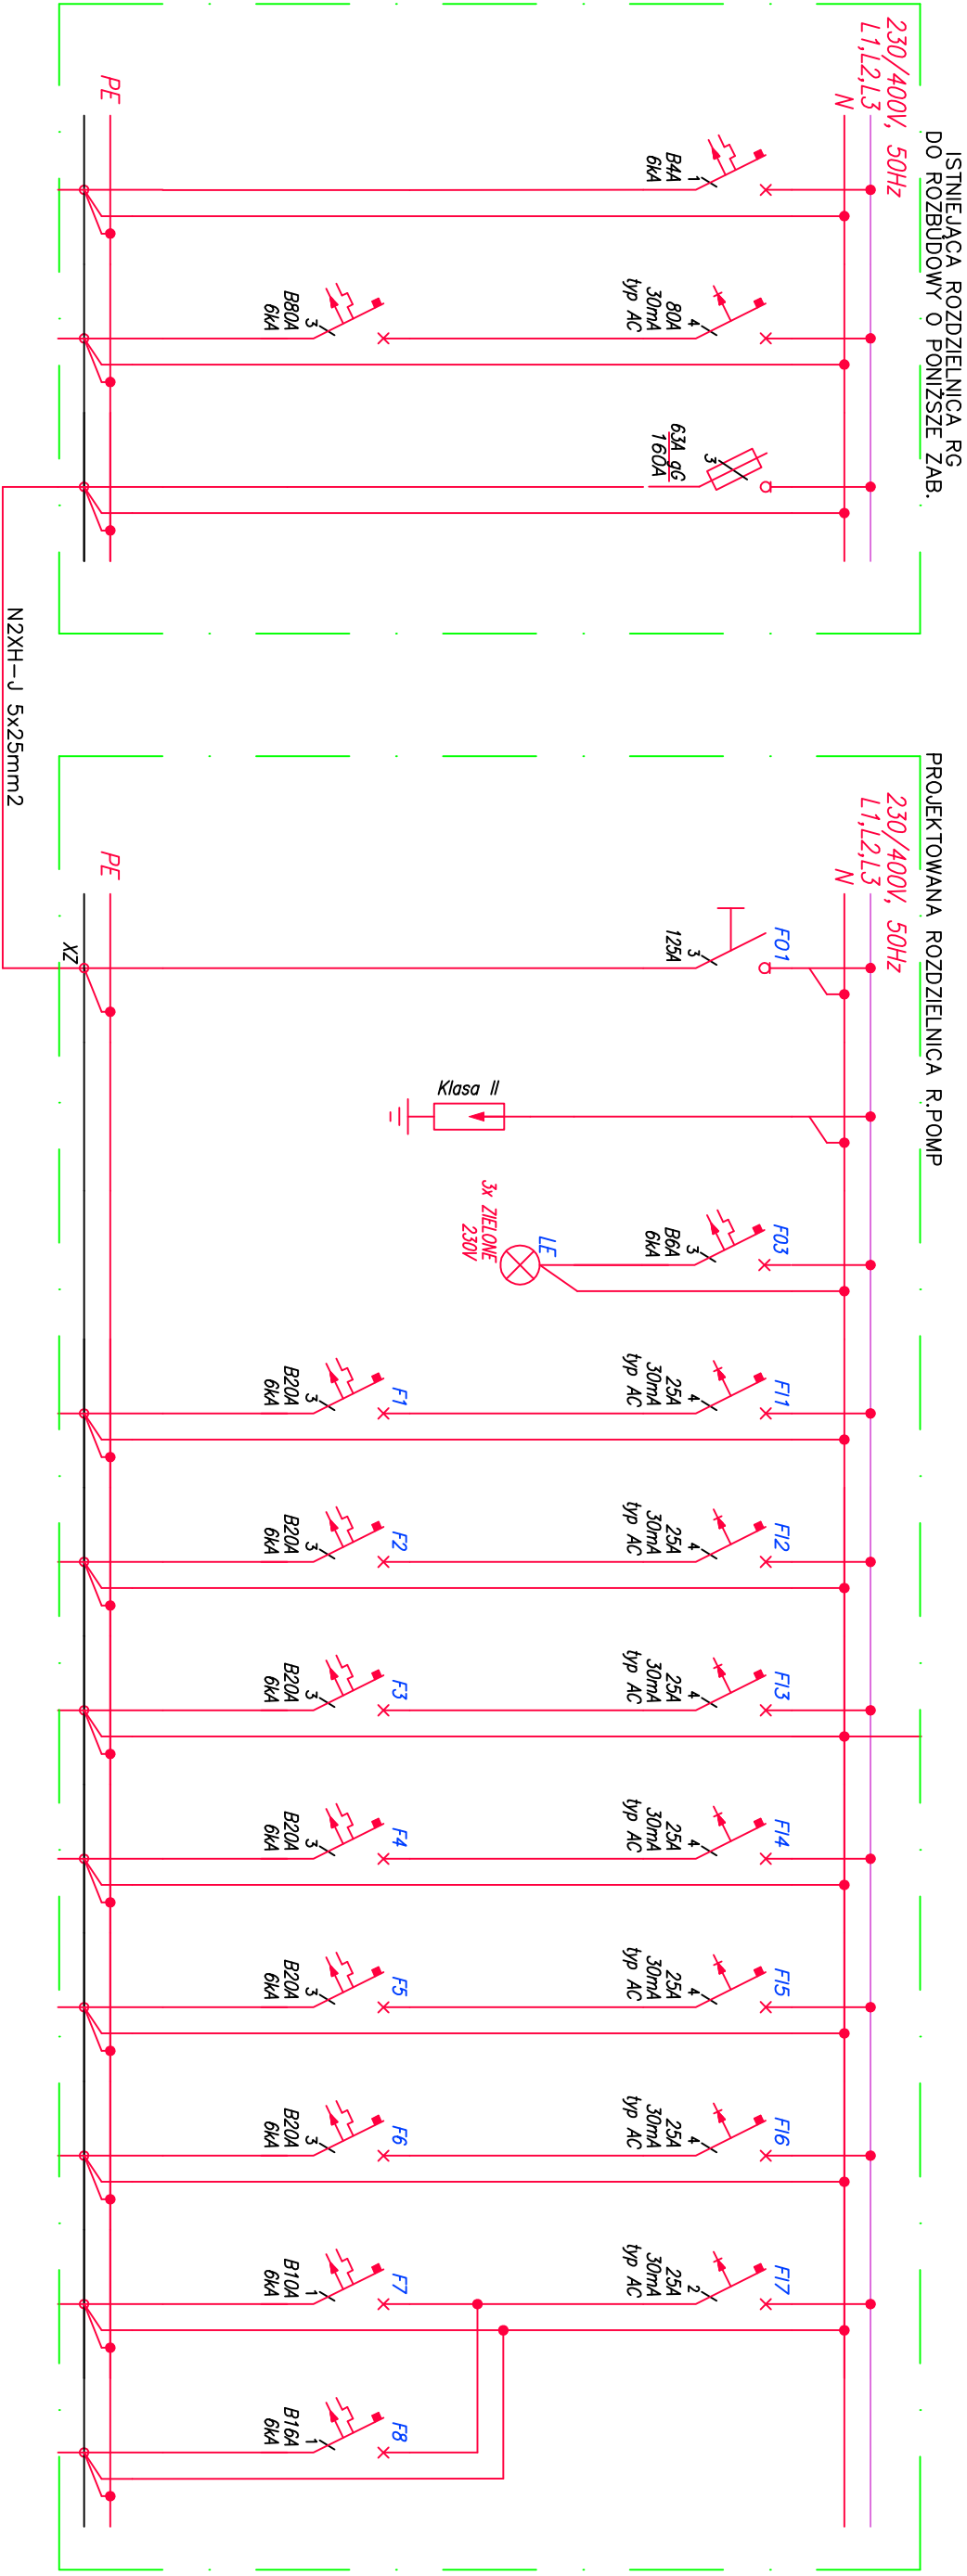 ISTNIEJĄCA ROZDZIELNICA RG
DO ROZBUDOWY O PONIŻSZE ZAB.
230/400V, 50Hz
L1,L2,L3
N
PE
1
B4A
6kA
4
80A
30mA
typ AC
3
B80A
6kA
3
63A gG
160A
N2XH-J 5x25mm2
PROJEKTOWANA ROZDZIELNICA R.POMP
230/400V, 50Hz
L1,L2,L3
N
PE
XZ
FO1
3
125A
Klasa II
F03
3
B6A
6kA
LE
3x ZIELONE
230V
FI1
4
25A
30mA
typ AC
F1
3
B20A
6kA
FI2
4
25A
30mA
typ AC
F2
3
B20A
6kA
FI3
4
25A
30mA
typ AC
F3
3
B20A
6kA
FI4
4
25A
30mA
typ AC
F4
3
B20A
6kA
FI5
4
25A
30mA
typ AC
F5
3
B20A
6kA
FI6
4
25A
30mA
typ AC
F6
3
B20A
6kA
FI7
2
25A
30mA
typ AC
F7
1
B10A
6kA
F8
1
B16A
6kA